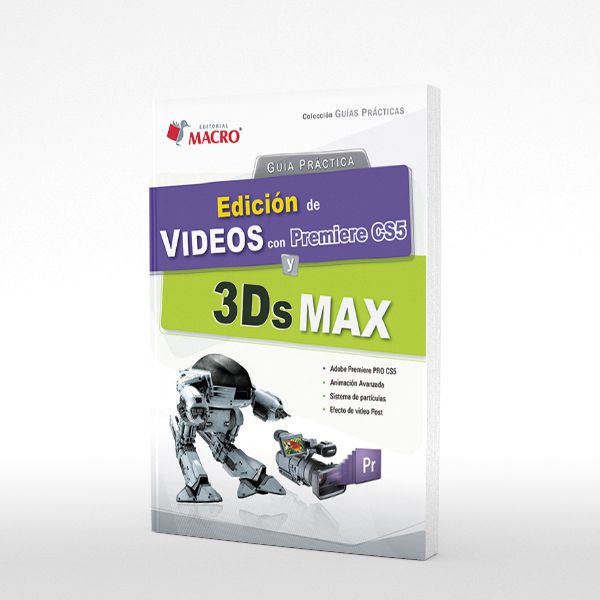 Colección GUÍAS PRÁCTICAS
EDITORIAL
MACRO®
GUÍA PRÁCTICA
Edición de
VIDEOS con Premiere CS5
y
3Ds MAX
• Adobe Premiere PRO CS5
• Animación Avanzada
• Sistema de partículas
• Efecto de video Post
Pr